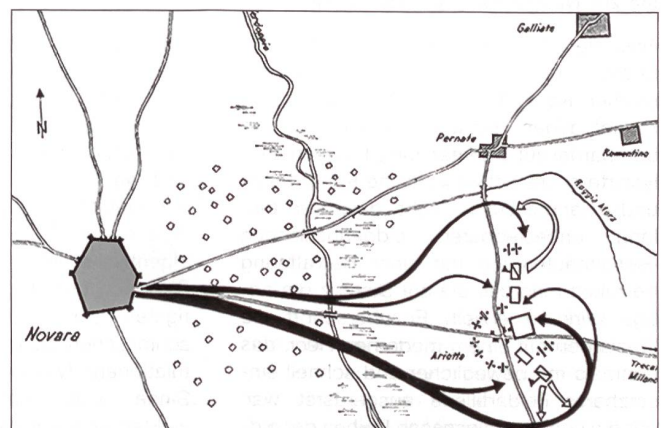 Galliate
N
Pernate
Romentino
Roggia Mora
Novara
Ariotta
Trecate
Milano